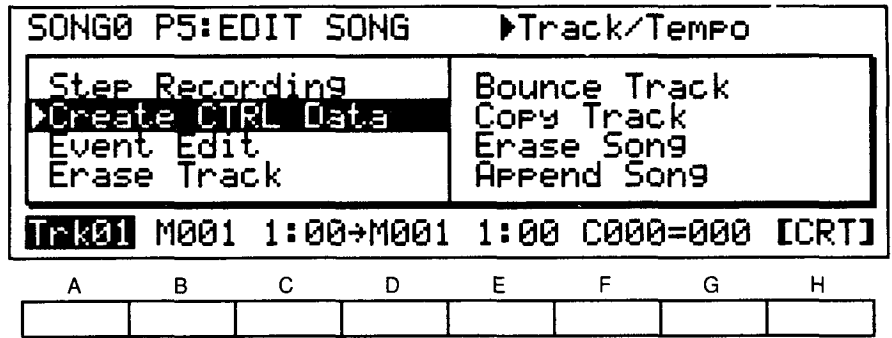 SONG0 P5:EDIT SONG ▶Track/Tempo
Step Recording
▶Create CTRL Data
Event Edit
Erase Track
Bounce Track
Copy Track
Erase Song
Append Song
Trk01 M001 1:00→M001 1:00 C000=000 [CRT]
A B C D E F G H